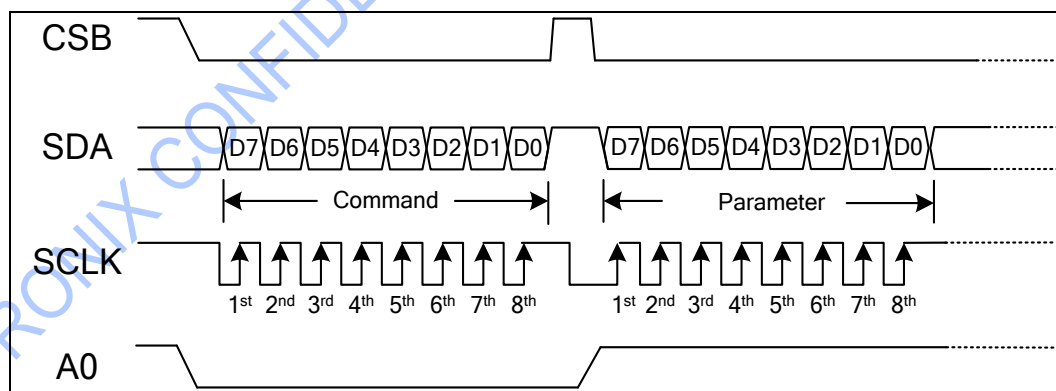 CSB
SDA
D7 D6 D5 D4 D3 D2 D1 D0 D7 D6 D5 D4 D3 D2 D1 D0
Command Parameter
SCLK
1st 2nd 3rd 4th 5th 6th 7th 8th 1st 2nd 3rd 4th 5th 6th 7th 8th
A0
RONIX CONFIDE